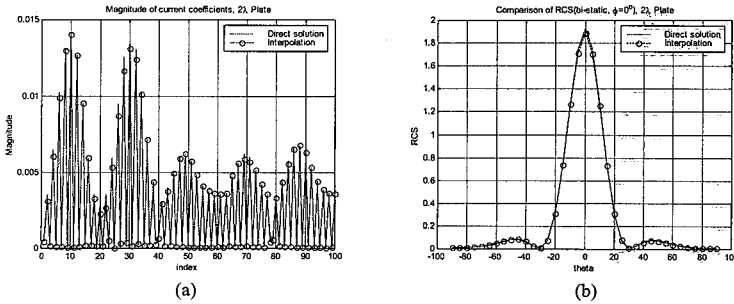 Magnitude of current coefficients, 2λ, Plate
Direct solution
Interpolation
0.015
0.01
0.005
0
Magnitude
0 10 20 30 40 50 60 70 80 90 100
index
(a)
Comparison of RCS(bi-static, ϕ=0⁰), 2λ, Plate
Direct solution
Interpolation
2
1.8
1.6
1.4
1.2
1
0.8
0.6
0.4
0.2
0
RCS
-100 -80 -60 -40 -20 0 20 40 60 80 100
theta
(b)